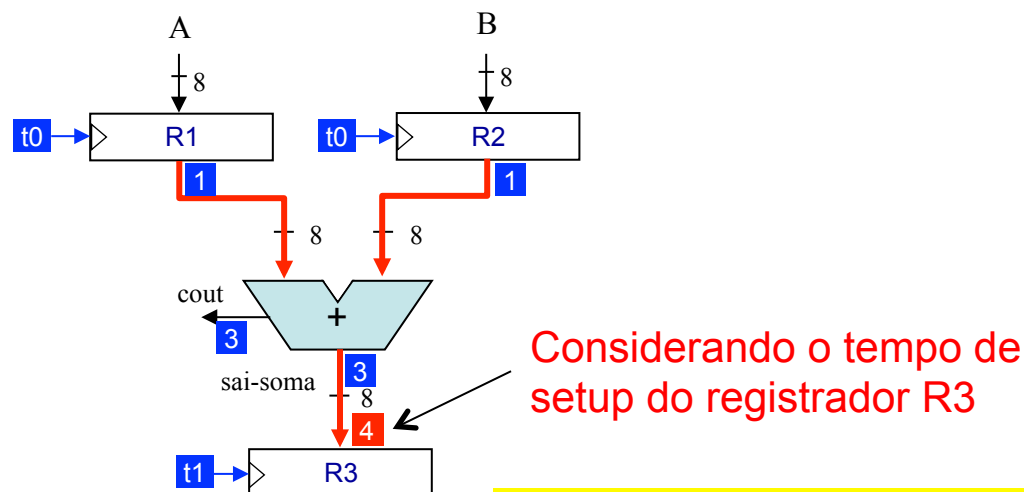 A
B
8
8
t0
R1
t0
R2
1
1
8
8
cout
+
3
3
sai-soma
8
Considerando o tempo de
setup do registrador R3
4
t1
R3